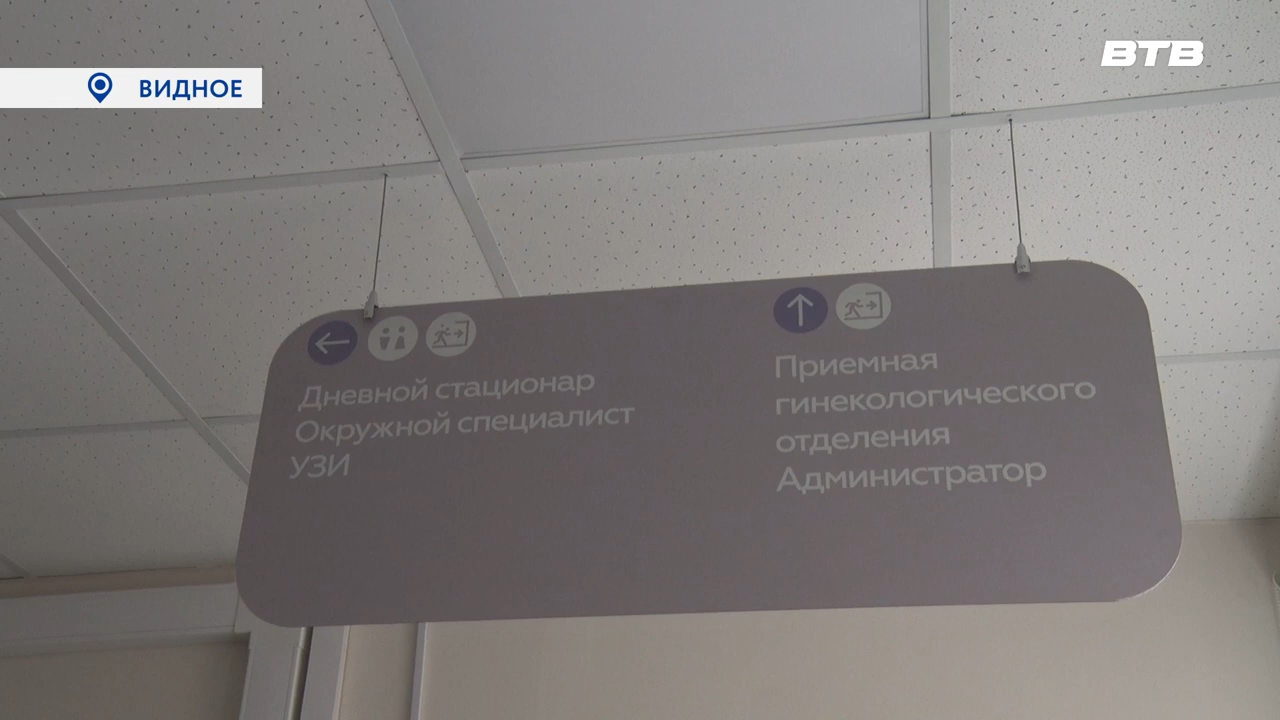 ВИДНОЕ
ВТВ
Дневной стационар
Окружной специалист
УЗИ
Приемная
гинекологического
отделения
Администратор